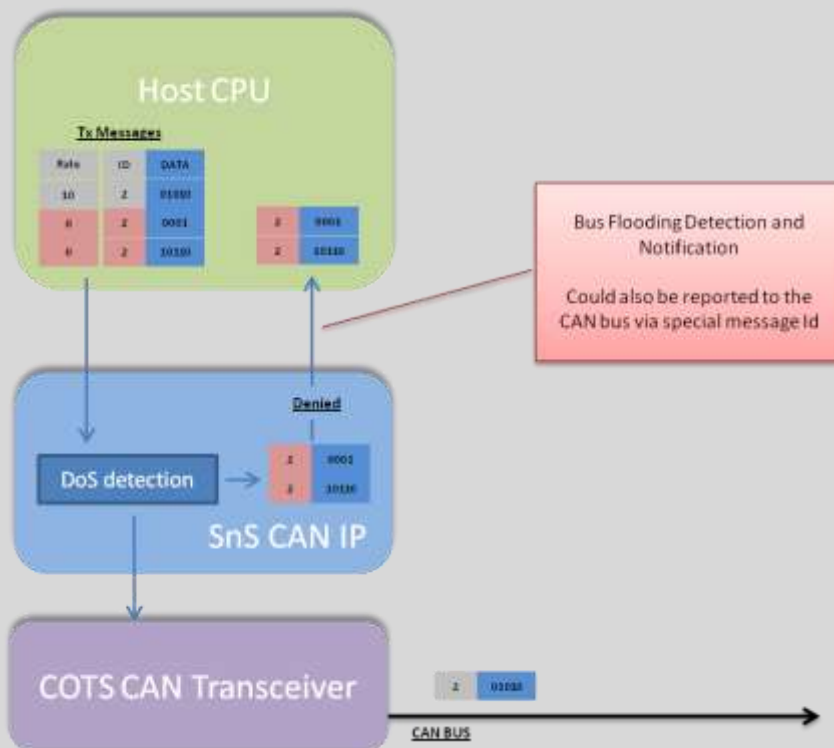 Host CPU
Tx Messages
Rate ID DATA
10 2 01010
0 2 0001
0 2 10110
2 0001
2 10110
Bus Flooding Detection and
Notification
Could also be reported to the
CAN bus via special message Id
Denied
DoS detection
2 0001
2 10110
SnS CAN IP
COTS CAN Transceiver
2 01010
CAN BUS